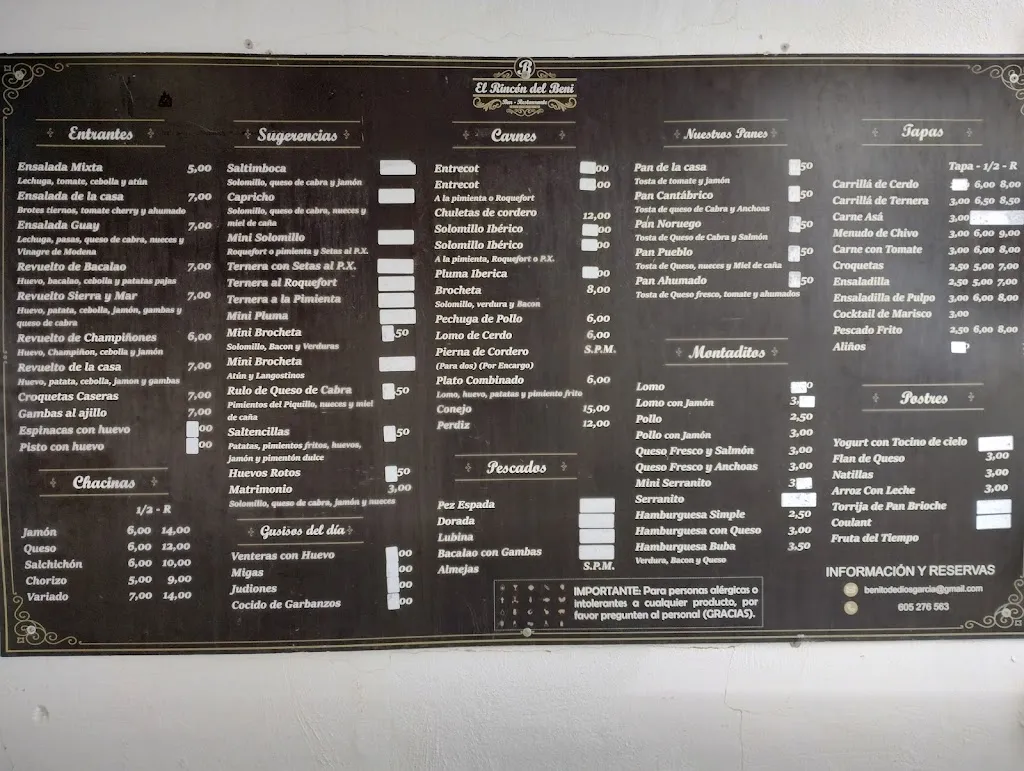 B
El Rincón del Beni
Bar - Restaurante
Entrantes
Ensalada Mixta 5,00
Lechuga, tomate, cebolla y atún
Ensalada de la casa 7,00
Brotes tiernos, tomate cherry y ahumado
Ensalada Guay 7,00
Lechuga, pasas, queso de cabra, nueces y
Vinagre de Modena
Revuelto de Bacalao 7,00
Huevo, bacalao, cebolla y patatas pajas
Revuelto Sierra y Mar 7,00
Huevo, patata, cebolla, jamón, gambas y
queso de cabra
Revuelto de Champiñones 6,00
Huevo, Champiñon, cebolla y jamón
Revuelto de la casa 7,00
Huevo, patata, cebolla, jamon y gambas
Croquetas Caseras 7,00
Gambas al ajillo 7,00
Espinacas con huevo ,00
Pisto con huevo ,00
Chacinas
1/2 - R
Jamón 6,00 14,00
Queso 6,00 12,00
Salchichón 6,00 10,00
Chorizo 5,00 9,00
Variado 7,00 14,00
Sugerencias
Saltimboca
Solomillo, queso de cabra y jamón
Capricho
Solomillo, queso de cabra, nueces y
miel de caña
Mini Solomillo
Roquefort o pimienta y Setas al P.X.
Ternera con Setas al P.X.
Ternera al Roquefort
Ternera a la Pimienta
Mini Pluma
Mini Brocheta ,50
Solomillo, Bacon y Verduras
Mini Brocheta
Atún y Langostinos
Rulo de Queso de Cabra ,50
Pimientos del Piquillo, nueces y miel
de caña
Saltencillas ,50
Patatas, pimientos fritos, huevos,
jamón y pimentón dulce
Huevos Rotos ,50
Matrimonio 3,00
Solomillo, queso de cabra, jamón y nueces
Gusisos del día
Venteras con Huevo ,00
Migas ,00
Judiones ,00
Cocido de Garbanzos ,00
Carnes
Entrecot ,00
Entrecot ,00
A la pimienta o Roquefort
Chuletas de cordero 12,00
Solomillo Ibérico ,00
Solomillo Ibérico ,00
A la pimienta, Roquefort o P.X.
Pluma Iberica ,00
Brocheta 8,00
Solomillo, verdura y Bacon
Pechuga de Pollo 6,00
Lomo de Cerdo 6,00
Pierna de Cordero S.P.M.
(Para dos) (Por Encargo)
Plato Combinado 6,00
Lomo, huevo, patatas y pimiento frito
Conejo 15,00
Perdiz 12,00
Pescados
Pez Espada
Dorada
Lubina
Bacalao con Gambas
Almejas S.P.M.
Nuestros Panes
Pan de la casa ,50
Tosta de tomate y jamón
Pan Cantábrico ,50
Tosta de queso de Cabra y Anchoas
Pan Noruego ,50
Tosta de Queso de Cabra y Salmón
Pan Pueblo ,50
Tosta de Queso, nueces y Miel de caña
Pan Ahumado ,50
Tosta de Queso fresco, tomate y ahumados
Montaditos
Lomo
Lomo con Jamón 3,
Pollo 2,50
Pollo con Jamón 3,00
Queso Fresco y Salmón 3,00
Queso Fresco y Anchoas 3,00
Mini Serranito 3,
Serranito
Hamburguesa Simple 2,50
Hamburguesa con Queso 3,00
Hamburguesa Buba 3,50
Verdura, Bacon y Queso
Tapas
Tapa - 1/2 - R
Carrillá de Cerdo 6,00 8,00
Carrillá de Ternera 3,00 6,50 8,50
Carne Asá 3,00
Menudo de Chivo 3,00 6,00 9,00
Carne con Tomate 3,00 6,00 8,00
Croquetas 2,50 5,00 7,00
Ensaladilla 2,50 5,00 7,00
Ensaladilla de Pulpo 3,00 6,00 8,00
Cocktail de Marisco 3,00
Pescado Frito 2,50 6,00 8,00
Aliños
Postres
Yogurt con Tocino de cielo
Flan de Queso 3,00
Natillas 3,00
Arroz Con Leche 3,00
Torrija de Pan Brioche
Coulant
Fruta del Tiempo
IMPORTANTE: Para personas alérgicas o
intolerantes a cualquier producto, por
favor pregunten al personal (GRACIAS).
INFORMACIÓN Y RESERVAS
benitodediosgarcia@gmail.com
605 276 563